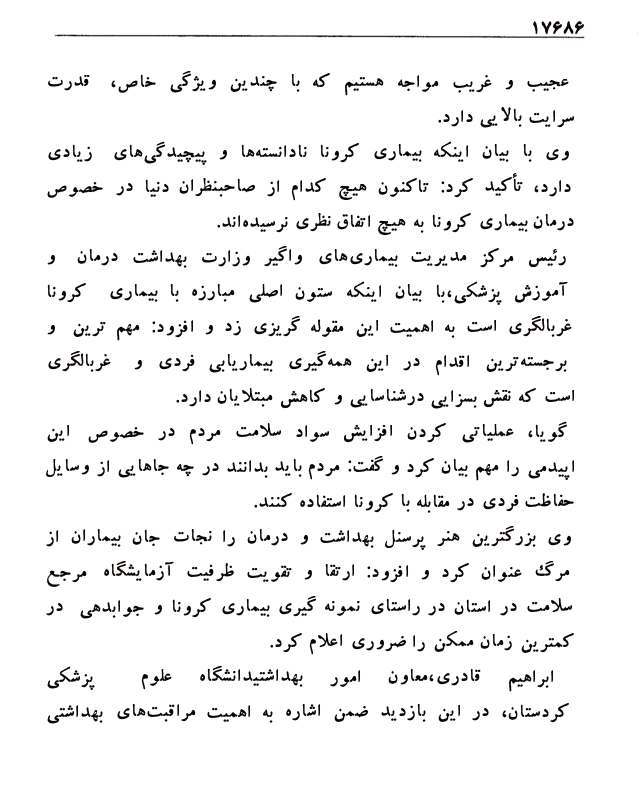 ۱۷۶۸۶
عجیب و غریب مواجه هستیم که با چندین ویژگی خاص، قدرت
سرایت بالایی دارد.
وی با بیان اینکه بیماری کرونا نادانسته‌ها و پیچیدگی‌های زیادی
دارد، تأکید کرد: تاکنون هیچ کدام از صاحبنظران دنیا در خصوص
درمان بیماری کرونا به هیچ اتفاق نظری نرسیده‌اند.
رئیس مرکز مدیریت بیماری‌های واگیر وزارت بهداشت درمان و
آموزش پزشکی،با بیان اینکه ستون اصلی مبارزه با بیماری کرونا
غربالگری است به اهمیت این مقوله گریزی زد و افزود: مهم ترین و
برجسته‌ترین اقدام در این همه‌گیری بیماریابی فردی و غربالگری
است که نقش بسزایی درشناسایی و کاهش مبتلایان دارد.
گویا، عملیاتی کردن افزایش سواد سلامت مردم در خصوص این
اپیدمی را مهم بیان کرد و گفت: مردم باید بدانند در چه جاهایی از وسایل
حفاظت فردی در مقابله با کرونا استفاده کنند.
وی بزرگترین هنر پرسنل بهداشت و درمان را نجات جان بیماران از
مرگ عنوان کرد و افزود: ارتقا و تقویت ظرفیت آزمایشگاه مرجع
سلامت در استان در راستای نمونه گیری بیماری کرونا و جوابدهی در
کمترین زمان ممکن را ضروری اعلام کرد.
ابراهیم قادری،معاون امور بهداشتیدانشگاه علوم پزشکی
کردستان، در این بازدید ضمن اشاره به اهمیت مراقبت‌های بهداشتی